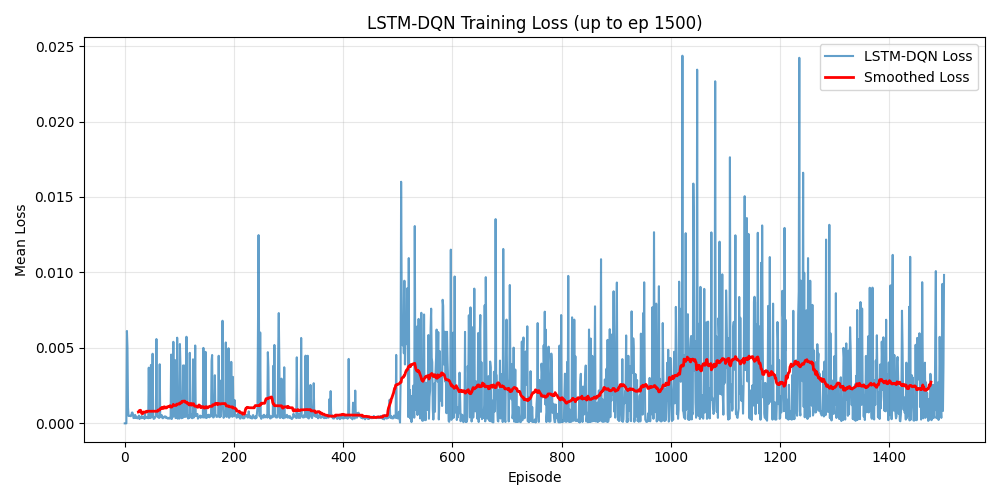 LSTM-DQN Training Loss (up to ep 1500)
LSTM-DQN Loss
Smoothed Loss
Mean Loss
0.025
0.020
0.015
0.010
0.005
0.000
0 200 400 600 800 1000 1200 1400
Episode